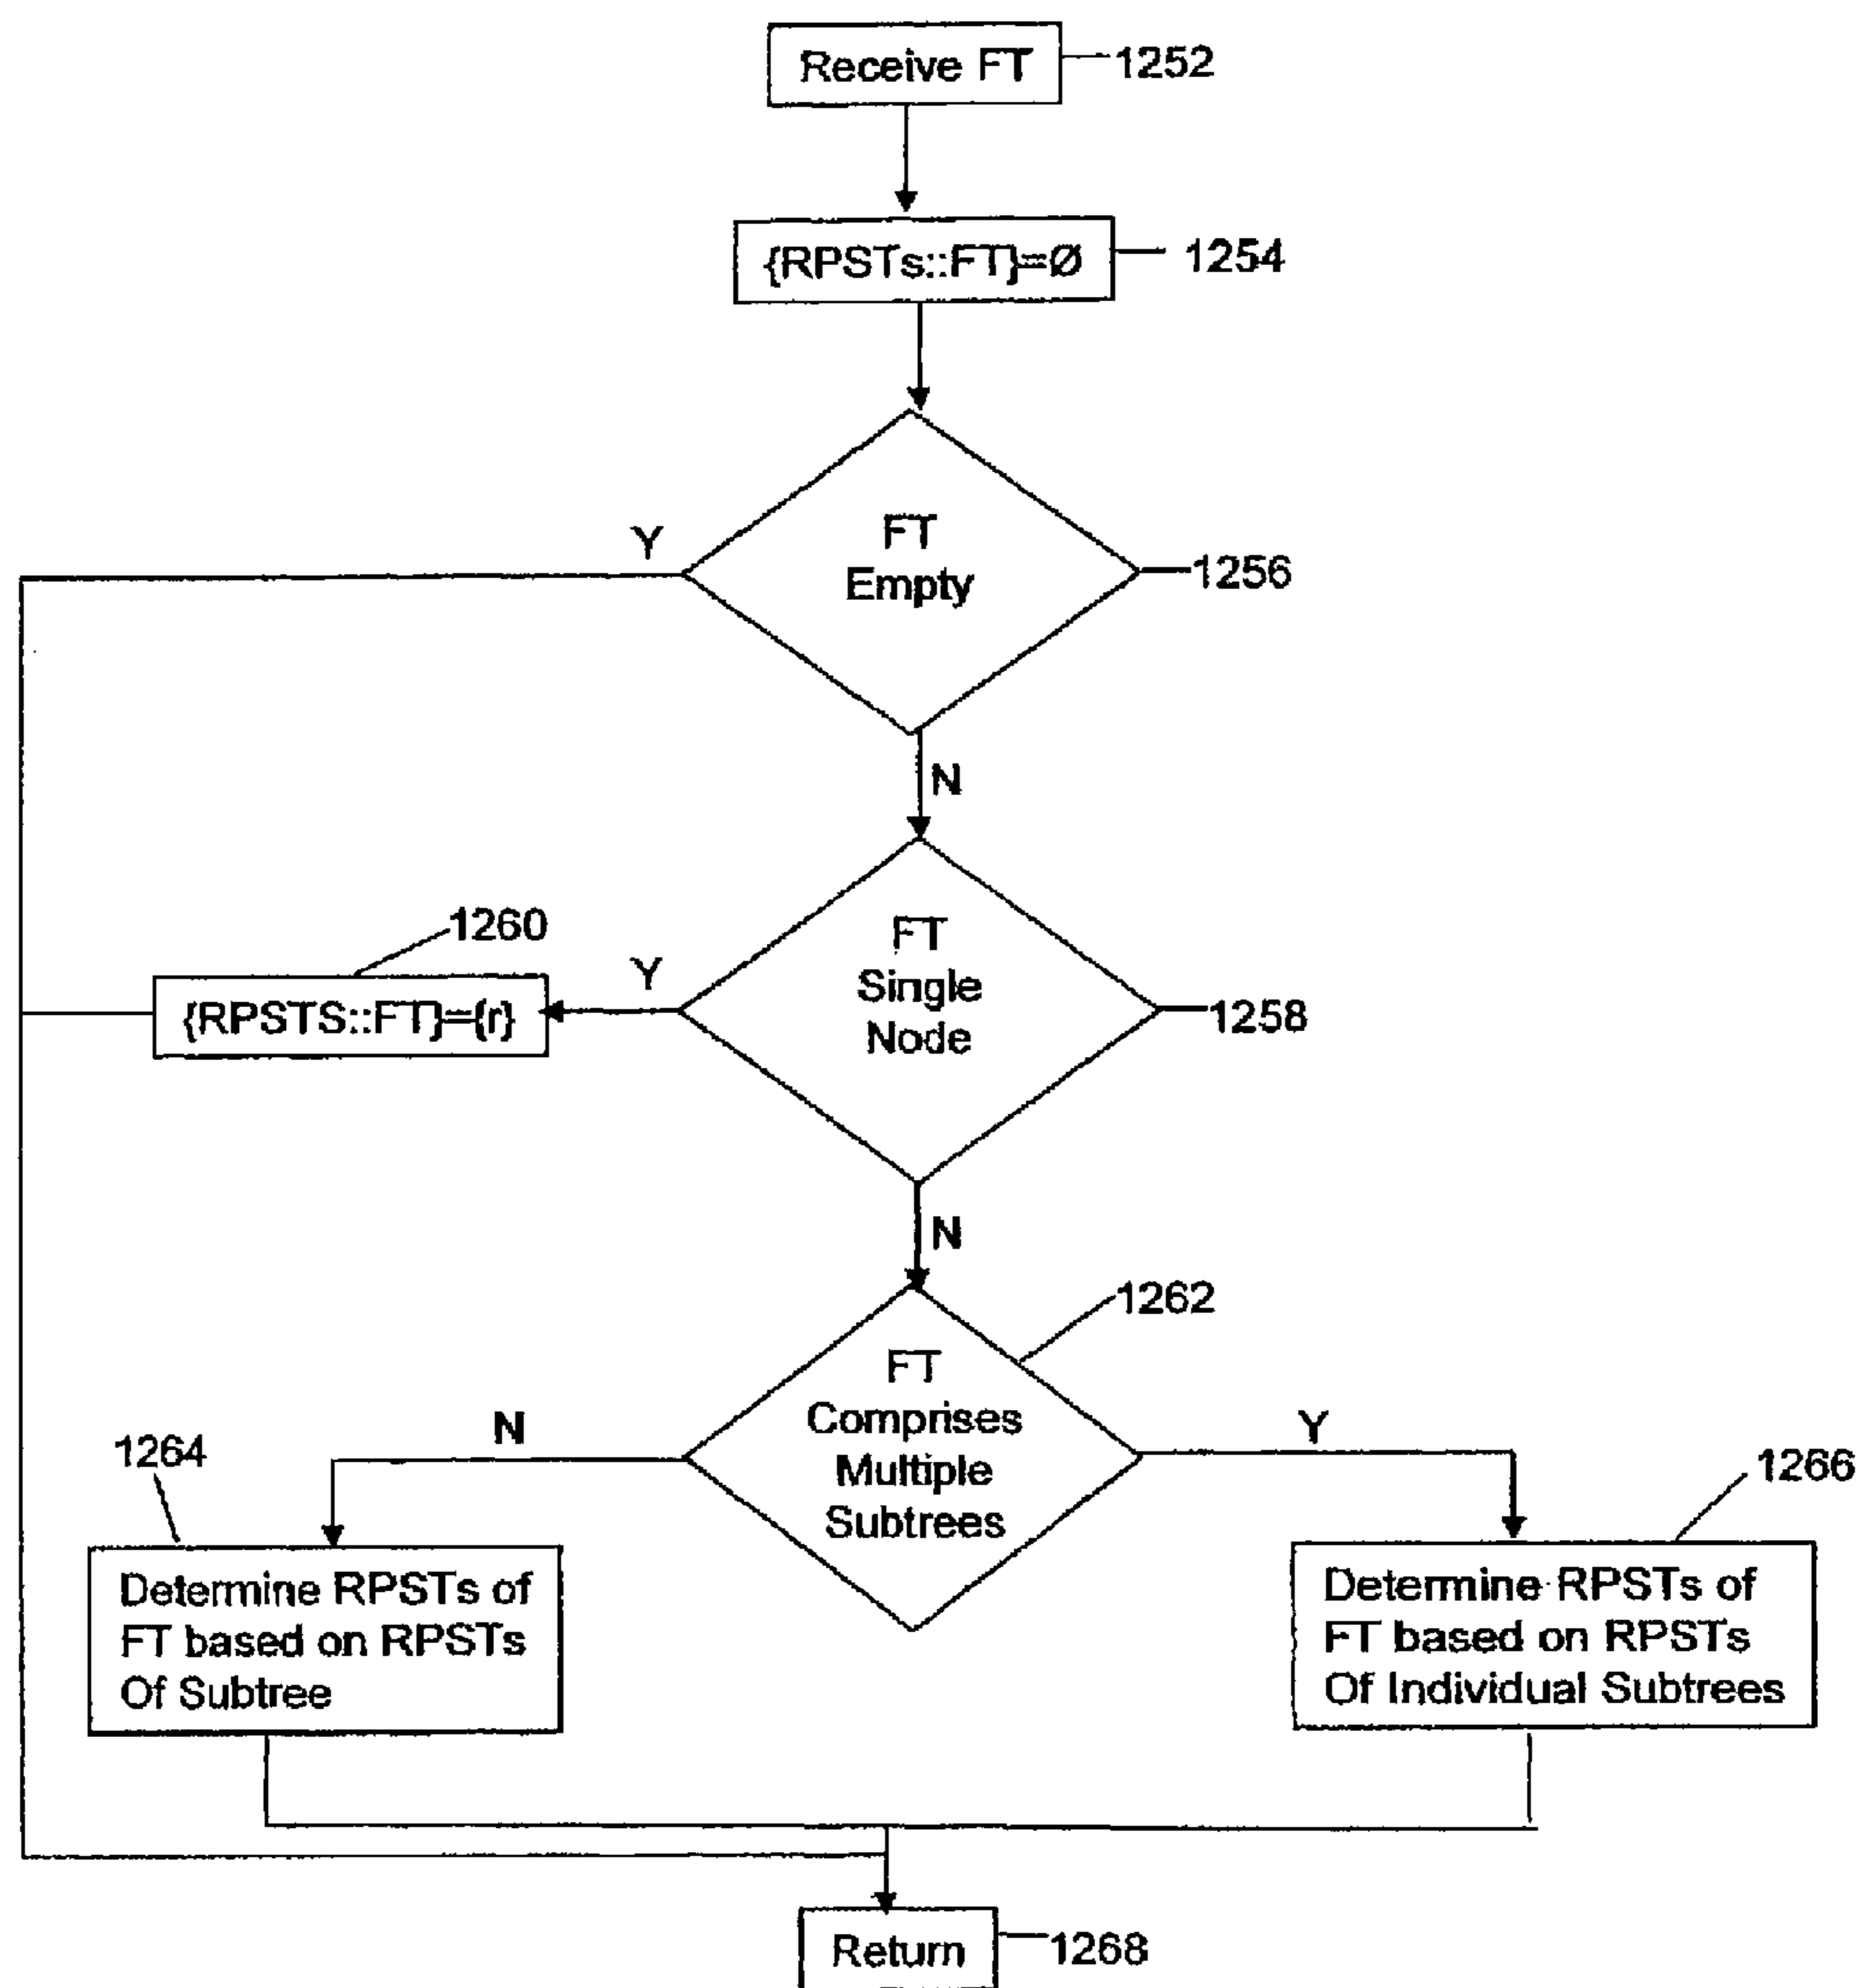 Receive FT
1252
{RPSTs::FT}=Ø
1254
FT
Empty
1256
Y
N
FT
Single
Node
1258
Y
1260
{RPSTS::FT}={r}
N
FT
Comprises
Multiple
Subtrees
1262
N
Y
1264
Determine RPSTs of
FT based on RPSTs
Of Subtree
1266
Determine RPSTs of
FT based on RPSTs
Of Individual Subtrees
Return
1268